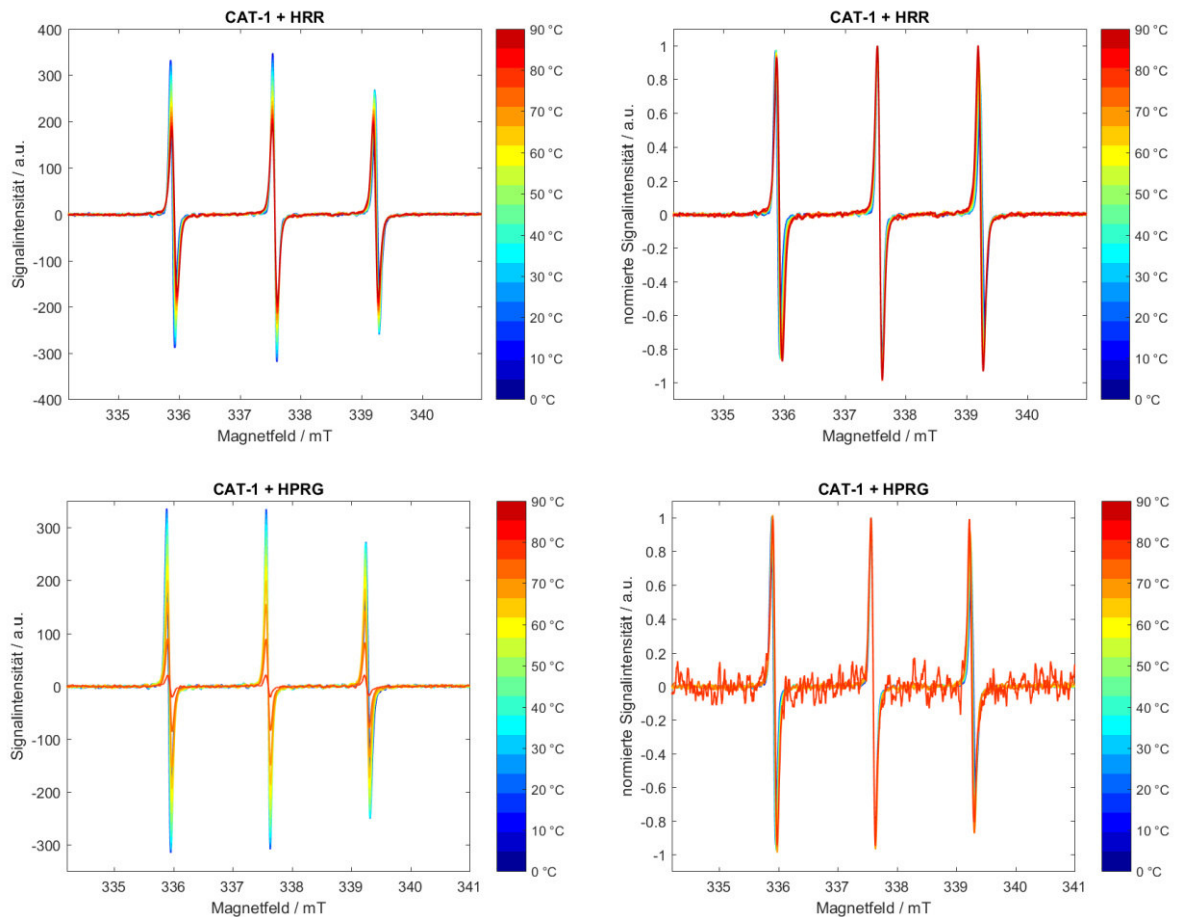 CAT-1 + HRR
400
300
200
100
0
-100
-200
-300
-400
Signalintensität / a.u.
335 336 337 338 339 340
Magnetfeld / mT
90 °C
80 °C
70 °C
60 °C
50 °C
40 °C
30 °C
20 °C
10 °C
0 °C
CAT-1 + HRR
1
0.8
0.6
0.4
0.2
0
-0.2
-0.4
-0.6
-0.8
-1
normierte Signalintensität / a.u.
335 336 337 338 339 340
Magnetfeld / mT
90 °C
80 °C
70 °C
60 °C
50 °C
40 °C
30 °C
20 °C
10 °C
0 °C
CAT-1 + HPRG
300
200
100
0
-100
-200
-300
Signalintensität / a.u.
335 336 337 338 339 340 341
Magnetfeld / mT
90 °C
80 °C
70 °C
60 °C
50 °C
40 °C
30 °C
20 °C
10 °C
0 °C
CAT-1 + HPRG
1
0.8
0.6
0.4
0.2
0
-0.2
-0.4
-0.6
-0.8
-1
normierte Signalintensität / a.u.
335 336 337 338 339 340 341
Magnetfeld / mT
90 °C
80 °C
70 °C
60 °C
50 °C
40 °C
30 °C
20 °C
10 °C
0 °C